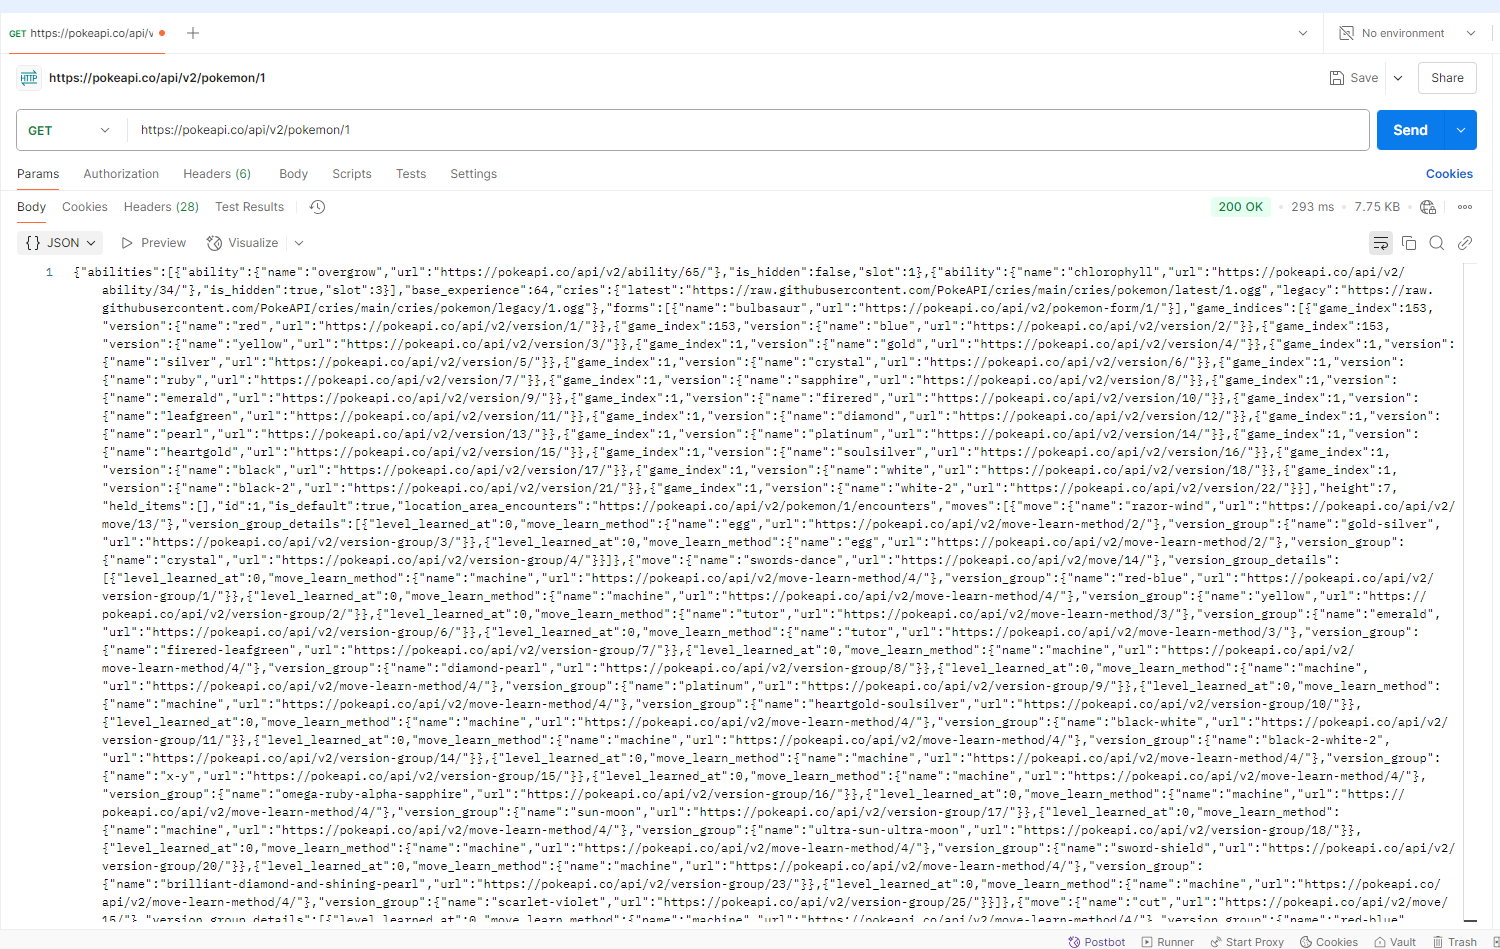 GET https://pokeapi.co/api/v
No environment
HTTP https://pokeapi.co/api/v2/pokemon/1
Save
Share
GET https://pokeapi.co/api/v2/pokemon/1
Send
Params Authorization Headers (6) Body Scripts Tests Settings Cookies
Body Cookies Headers (28) Test Results 200 OK 293 ms 7.75 KB
{} JSON Preview Visualize
1 {"abilities":[{"ability":{"name":"overgrow","url":"https://pokeapi.co/api/v2/ability/65/"},"is_hidden":false,"slot":1},{"ability":{"name":"chlorophyll","url":"https://pokeapi.co/api/v2/
ability/34/"},"is_hidden":true,"slot":3}],"base_experience":64,"cries":{"latest":"https://raw.githubusercontent.com/PokeAPI/cries/main/cries/pokemon/latest/1.ogg","legacy":"https://raw.
githubusercontent.com/PokeAPI/cries/main/cries/pokemon/legacy/1.ogg"},"forms":[{"name":"bulbasaur","url":"https://pokeapi.co/api/v2/pokemon-form/1/"}],"game_indices":[{"game_index":153,
"version":{"name":"red","url":"https://pokeapi.co/api/v2/version/1/"}},{"game_index":153,"version":{"name":"blue","url":"https://pokeapi.co/api/v2/version/2/"}},{"game_index":153,
"version":{"name":"yellow","url":"https://pokeapi.co/api/v2/version/3/"}},{"game_index":1,"version":{"name":"gold","url":"https://pokeapi.co/api/v2/version/4/"}},{"game_index":1,"version":
{"name":"silver","url":"https://pokeapi.co/api/v2/version/5/"}},{"game_index":1,"version":{"name":"crystal","url":"https://pokeapi.co/api/v2/version/6/"}},{"game_index":1,"version":
{"name":"ruby","url":"https://pokeapi.co/api/v2/version/7/"}},{"game_index":1,"version":{"name":"sapphire","url":"https://pokeapi.co/api/v2/version/8/"}},{"game_index":1,"version":
{"name":"emerald","url":"https://pokeapi.co/api/v2/version/9/"}},{"game_index":1,"version":{"name":"firered","url":"https://pokeapi.co/api/v2/version/10/"}},{"game_index":1,"version":
{"name":"leafgreen","url":"https://pokeapi.co/api/v2/version/11/"}},{"game_index":1,"version":{"name":"diamond","url":"https://pokeapi.co/api/v2/version/12/"}},{"game_index":1,"version":
{"name":"pearl","url":"https://pokeapi.co/api/v2/version/13/"}},{"game_index":1,"version":{"name":"platinum","url":"https://pokeapi.co/api/v2/version/14/"}},{"game_index":1,"version":
{"name":"heartgold","url":"https://pokeapi.co/api/v2/version/15/"}},{"game_index":1,"version":{"name":"soulsilver","url":"https://pokeapi.co/api/v2/version/16/"}},{"game_index":1,
"version":{"name":"black","url":"https://pokeapi.co/api/v2/version/17/"}},{"game_index":1,"version":{"name":"white","url":"https://pokeapi.co/api/v2/version/18/"}},{"game_index":1,
"version":{"name":"black-2","url":"https://pokeapi.co/api/v2/version/21/"}},{"game_index":1,"version":{"name":"white-2","url":"https://pokeapi.co/api/v2/version/22/"}}],"height":7,
"held_items":[],"id":1,"is_default":true,"location_area_encounters":"https://pokeapi.co/api/v2/pokemon/1/encounters","moves":[{"move":{"name":"razor-wind","url":"https://pokeapi.co/api/v2/
move/13/"},"version_group_details":[{"level_learned_at":0,"move_learn_method":{"name":"egg","url":"https://pokeapi.co/api/v2/move-learn-method/2/"},"version_group":{"name":"gold-silver",
"url":"https://pokeapi.co/api/v2/version-group/3/"}},{"level_learned_at":0,"move_learn_method":{"name":"egg","url":"https://pokeapi.co/api/v2/move-learn-method/2/"},"version_group":
{"name":"crystal","url":"https://pokeapi.co/api/v2/version-group/4/"}}]},{"move":{"name":"swords-dance","url":"https://pokeapi.co/api/v2/move/14/"},"version_group_details":
[{"level_learned_at":0,"move_learn_method":{"name":"machine","url":"https://pokeapi.co/api/v2/move-learn-method/4/"},"version_group":{"name":"red-blue","url":"https://pokeapi.co/api/v2/
version-group/1/"}},{"level_learned_at":0,"move_learn_method":{"name":"machine","url":"https://pokeapi.co/api/v2/move-learn-method/4/"},"version_group":{"name":"yellow","url":"https://
pokeapi.co/api/v2/version-group/2/"}},{"level_learned_at":0,"move_learn_method":{"name":"tutor","url":"https://pokeapi.co/api/v2/move-learn-method/3/"},"version_group":{"name":"emerald",
"url":"https://pokeapi.co/api/v2/version-group/6/"}},{"level_learned_at":0,"move_learn_method":{"name":"tutor","url":"https://pokeapi.co/api/v2/move-learn-method/3/"},"version_group":
{"name":"firered-leafgreen","url":"https://pokeapi.co/api/v2/version-group/7/"}},{"level_learned_at":0,"move_learn_method":{"name":"machine","url":"https://pokeapi.co/api/v2/
move-learn-method/4/"},"version_group":{"name":"diamond-pearl","url":"https://pokeapi.co/api/v2/version-group/8/"}},{"level_learned_at":0,"move_learn_method":{"name":"machine",
"url":"https://pokeapi.co/api/v2/move-learn-method/4/"},"version_group":{"name":"platinum","url":"https://pokeapi.co/api/v2/version-group/9/"}},{"level_learned_at":0,"move_learn_method":
{"name":"machine","url":"https://pokeapi.co/api/v2/move-learn-method/4/"},"version_group":{"name":"heartgold-soulsilver","url":"https://pokeapi.co/api/v2/version-group/10/"}},
{"level_learned_at":0,"move_learn_method":{"name":"machine","url":"https://pokeapi.co/api/v2/move-learn-method/4/"},"version_group":{"name":"black-white","url":"https://pokeapi.co/api/v2/
version-group/11/"}},{"level_learned_at":0,"move_learn_method":{"name":"machine","url":"https://pokeapi.co/api/v2/move-learn-method/4/"},"version_group":{"name":"black-2-white-2",
"url":"https://pokeapi.co/api/v2/version-group/14/"}},{"level_learned_at":0,"move_learn_method":{"name":"machine","url":"https://pokeapi.co/api/v2/move-learn-method/4/"},"version_group":
{"name":"x-y","url":"https://pokeapi.co/api/v2/version-group/15/"}},{"level_learned_at":0,"move_learn_method":{"name":"machine","url":"https://pokeapi.co/api/v2/move-learn-method/4/"},
"version_group":{"name":"omega-ruby-alpha-sapphire","url":"https://pokeapi.co/api/v2/version-group/16/"}},{"level_learned_at":0,"move_learn_method":{"name":"machine","url":"https://
pokeapi.co/api/v2/move-learn-method/4/"},"version_group":{"name":"sun-moon","url":"https://pokeapi.co/api/v2/version-group/17/"}},{"level_learned_at":0,"move_learn_method":
{"name":"machine","url":"https://pokeapi.co/api/v2/move-learn-method/4/"},"version_group":{"name":"ultra-sun-ultra-moon","url":"https://pokeapi.co/api/v2/version-group/18/"}},
{"level_learned_at":0,"move_learn_method":{"name":"machine","url":"https://pokeapi.co/api/v2/move-learn-method/4/"},"version_group":{"name":"sword-shield","url":"https://pokeapi.co/api/v2/
version-group/20/"}},{"level_learned_at":0,"move_learn_method":{"name":"machine","url":"https://pokeapi.co/api/v2/move-learn-method/4/"},"version_group":
{"name":"brilliant-diamond-and-shining-pearl","url":"https://pokeapi.co/api/v2/version-group/23/"}},{"level_learned_at":0,"move_learn_method":{"name":"machine","url":"https://pokeapi.co/
api/v2/move-learn-method/4/"},"version_group":{"name":"scarlet-violet","url":"https://pokeapi.co/api/v2/version-group/25/"}}]},{"move":{"name":"cut","url":"https://pokeapi.co/api/v2/move/
15/"},"version_group_details":[{"level_learned_at":0,"move_learn_method":{"name":"machine","url":"https://pokeapi.co/api/v2/move-learn-method/4/"},"version_group":{"name":"red-blue"
Postbot Runner Start Proxy Cookies Vault Trash